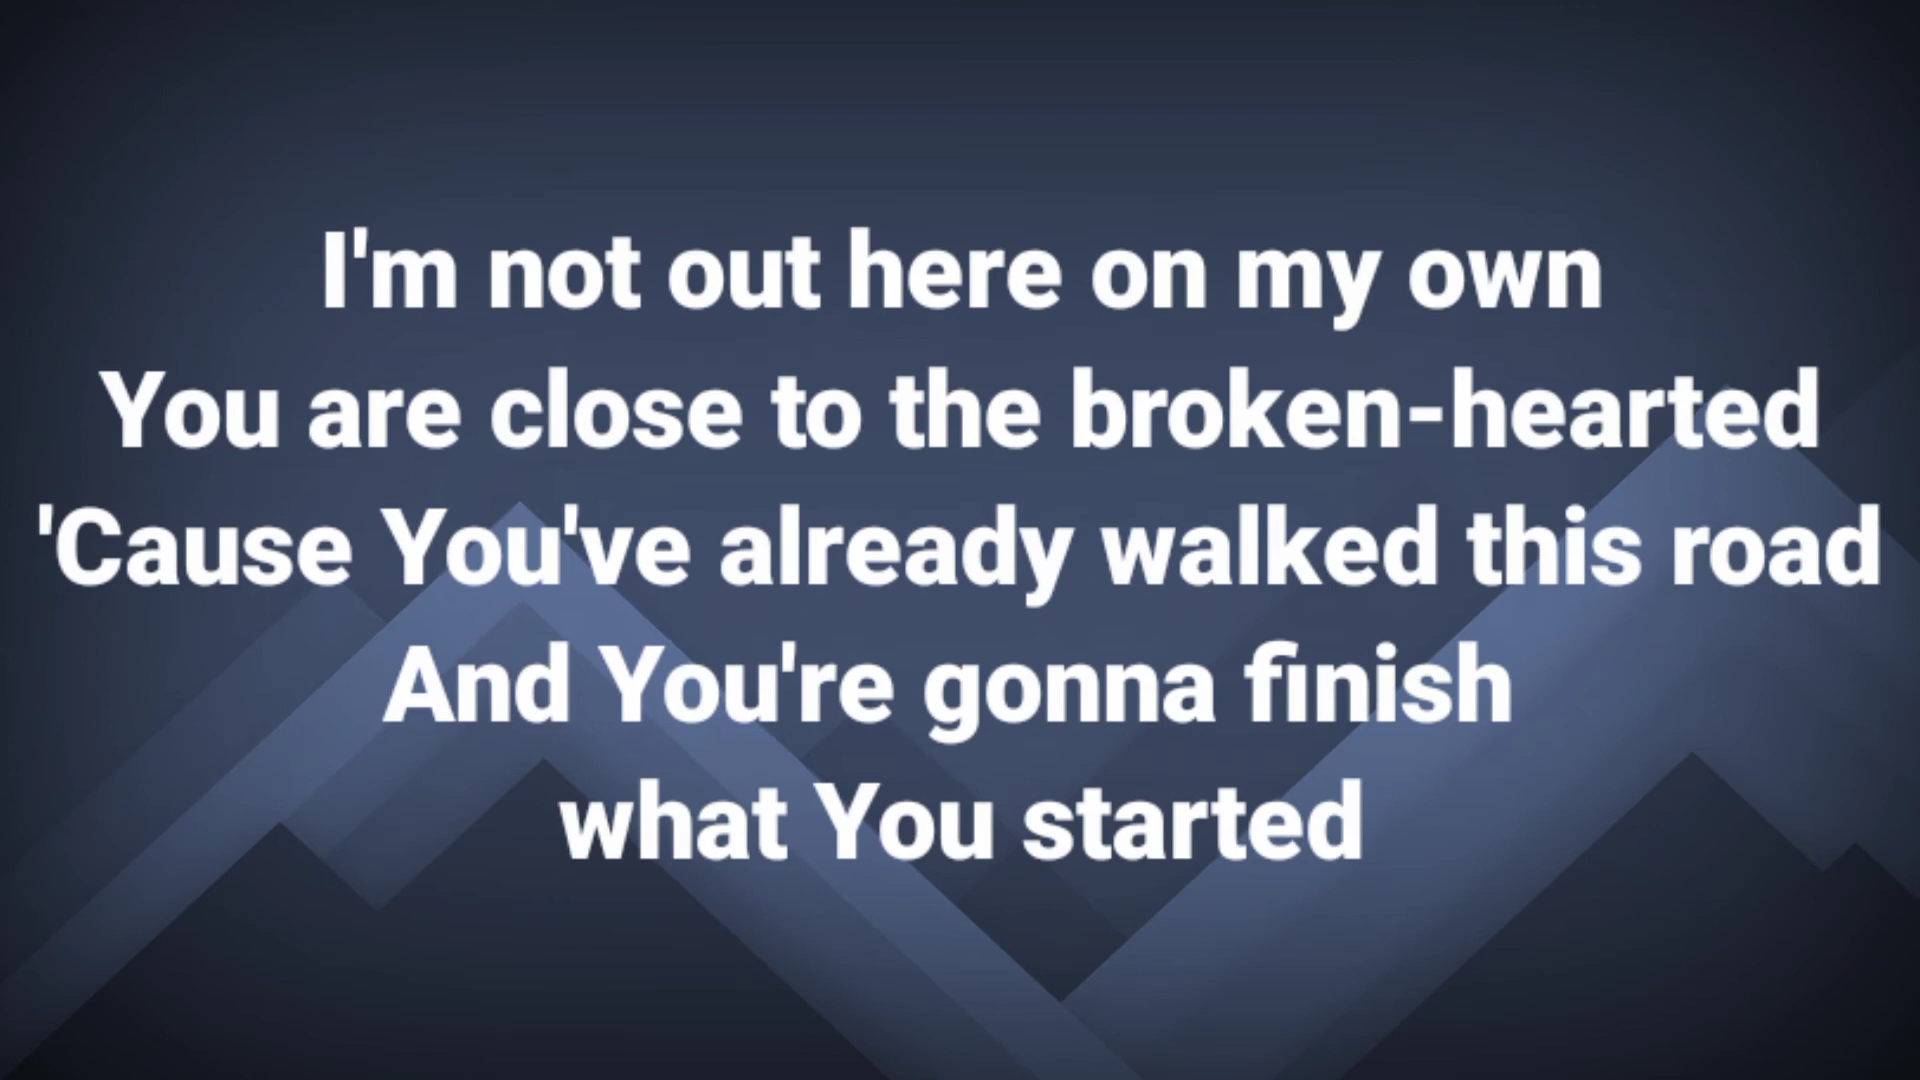 I'm not out here on my own
You are close to the broken-hearted
'Cause You've already walked this road
And You're gonna finish
what You started